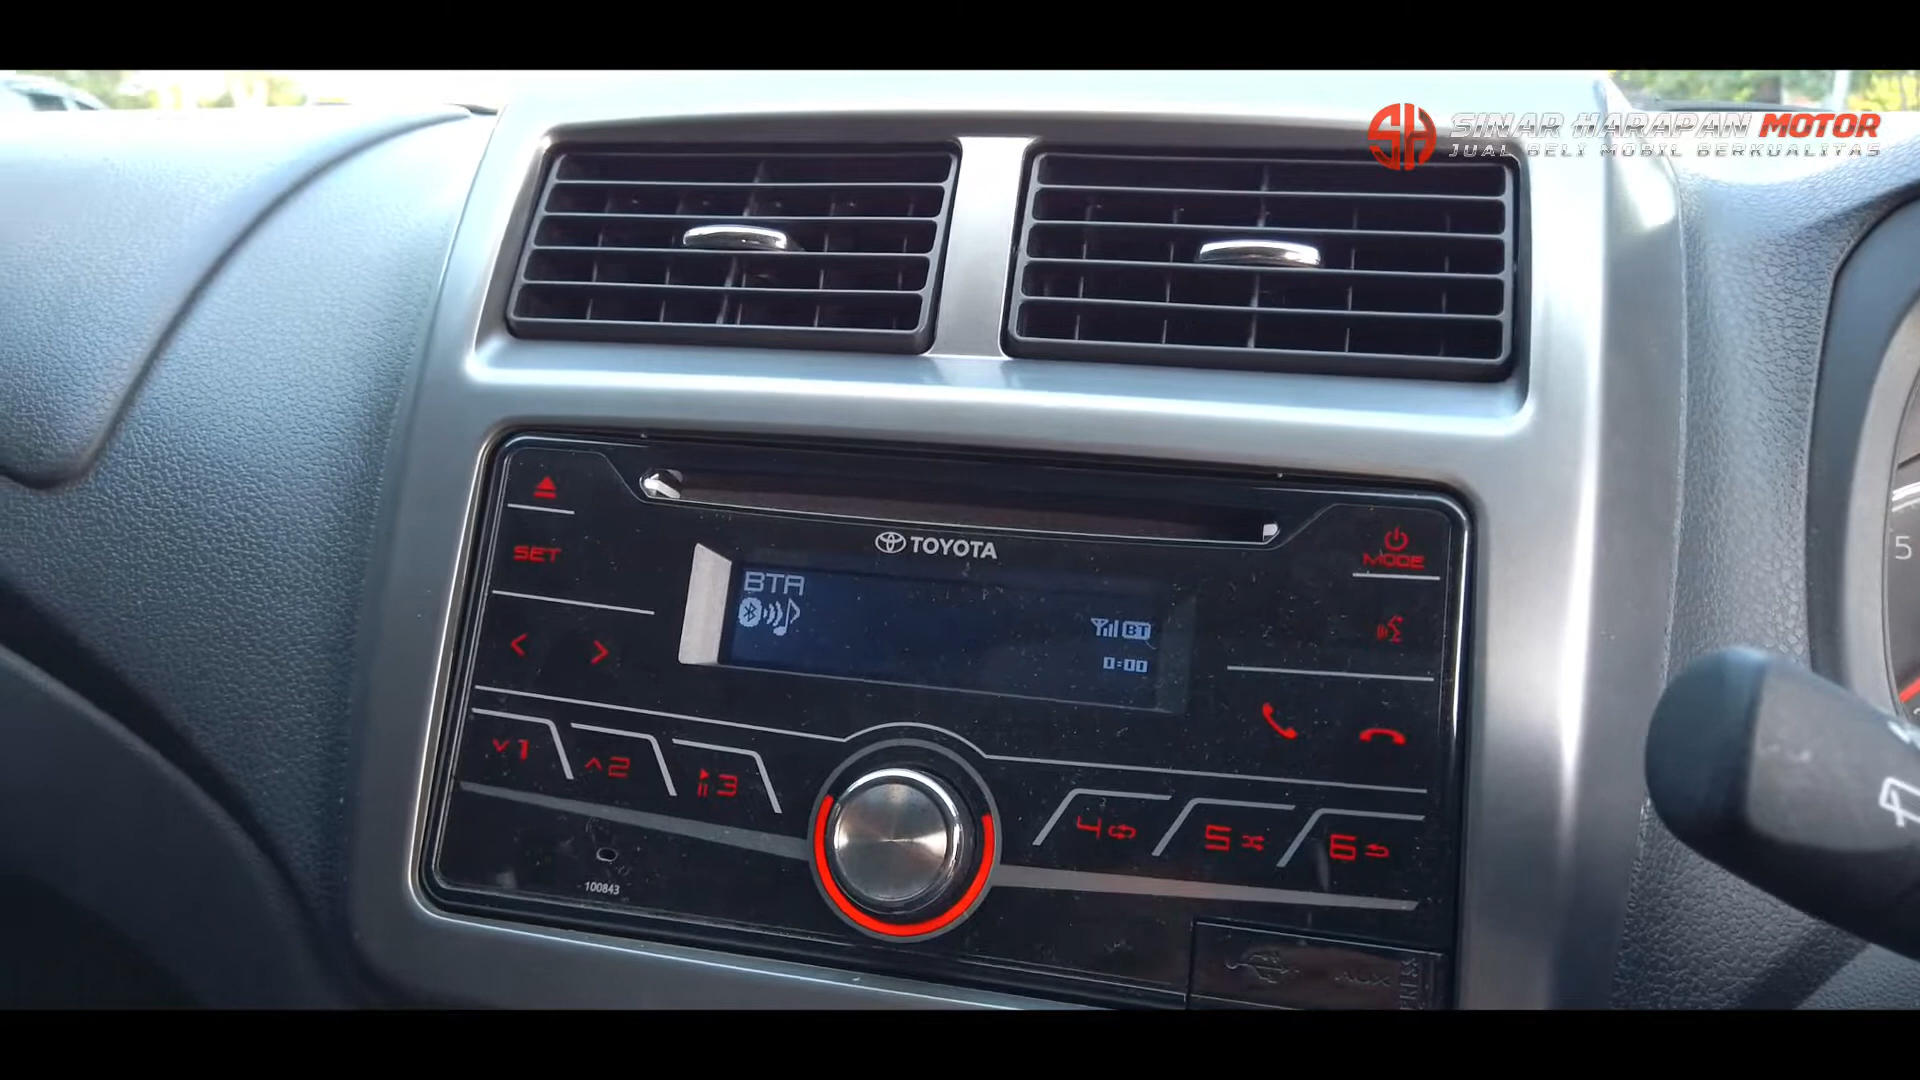 SINAR HARAPAN MOTOR
JUAL BELI MOBIL BERKUALITAS
TOYOTA
SET
MODE
BTA
BT
0:00
1
2
3
4
5
6
100843
AUX
PRESS
5